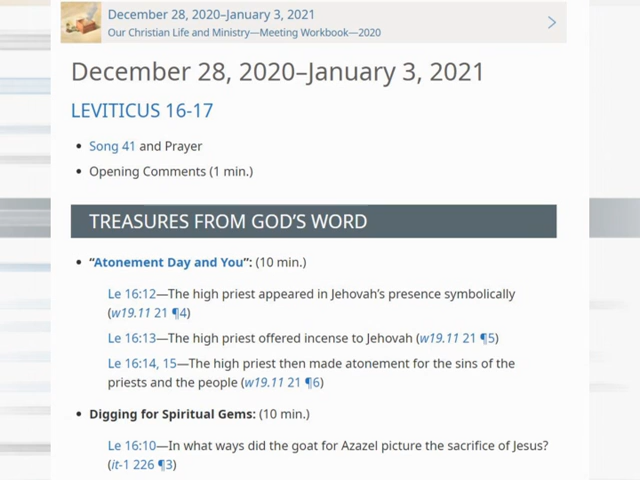 December 28, 2020–January 3, 2021
Our Christian Life and Ministry—Meeting Workbook—2020
December 28, 2020–January 3, 2021
LEVITICUS 16-17
• Song 41 and Prayer
• Opening Comments (1 min.)
TREASURES FROM GOD’S WORD
• “Atonement Day and You”: (10 min.)
Le 16:12—The high priest appeared in Jehovah’s presence symbolically
(w19.11 21 ¶4)
Le 16:13—The high priest offered incense to Jehovah (w19.11 21 ¶5)
Le 16:14, 15—The high priest then made atonement for the sins of the
priests and the people (w19.11 21 ¶6)
• Digging for Spiritual Gems: (10 min.)
Le 16:10—In what ways did the goat for Azazel picture the sacrifice of Jesus?
(it-1 226 ¶3)